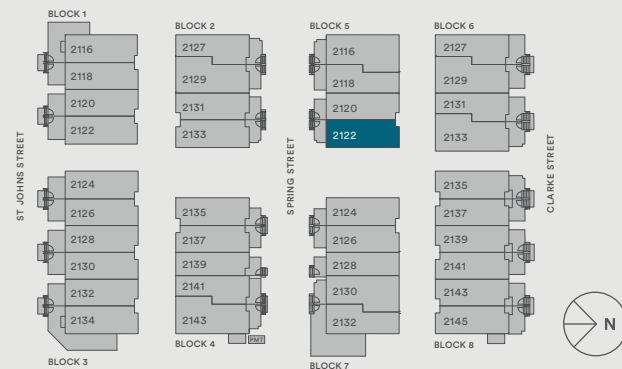 BLOCK 1
2116
2118
2120
2122
BLOCK 2
2127
2129
2131
2133
BLOCK 5
2116
2118
2120
2122
BLOCK 6
2127
2129
2131
2133
ST JOHNS STREET
SPRING STREET
CLARKE STREET
2124
2126
2128
2130
2132
2134
BLOCK 3
2135
2137
2139
2141
2143
BLOCK 4
PMT
2124
2126
2128
2130
2132
BLOCK 7
2135
2137
2139
2141
2143
2145
BLOCK 8
N